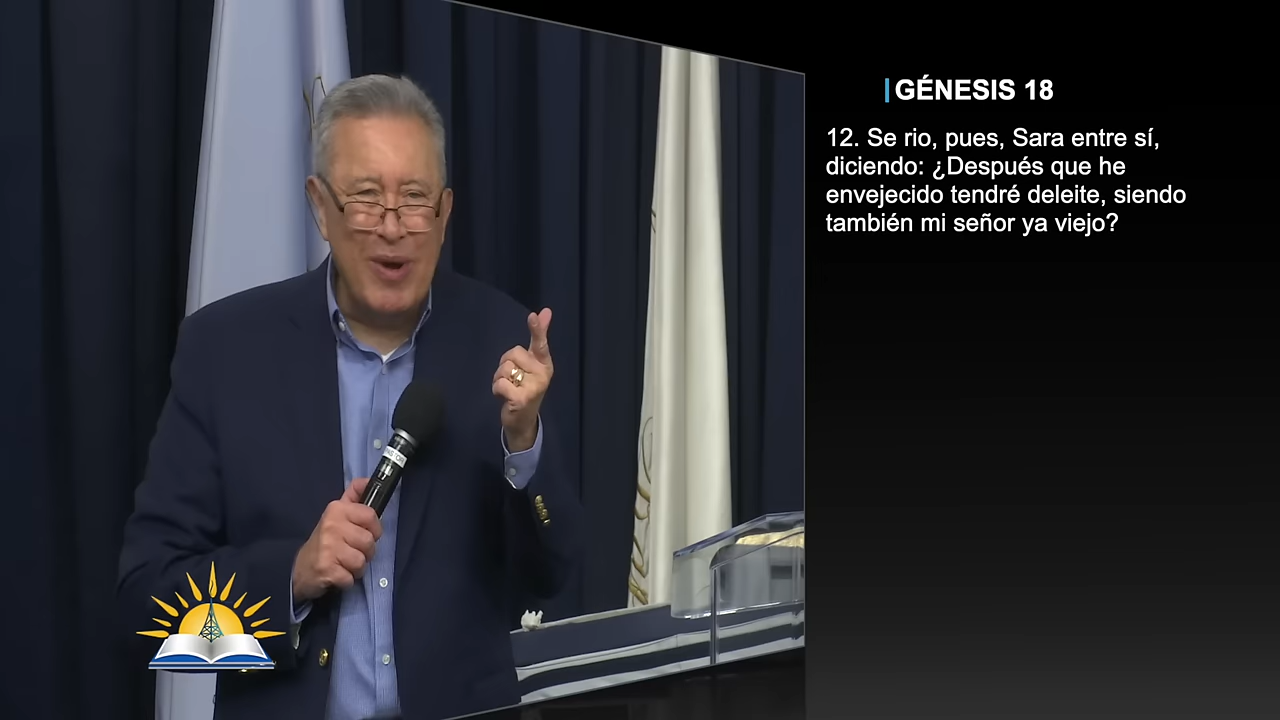 GÉNESIS 18
12. Se rio, pues, Sara entre sí,
diciendo: ¿Después que he
envejecido tendré deleite, siendo
también mi señor ya viejo?